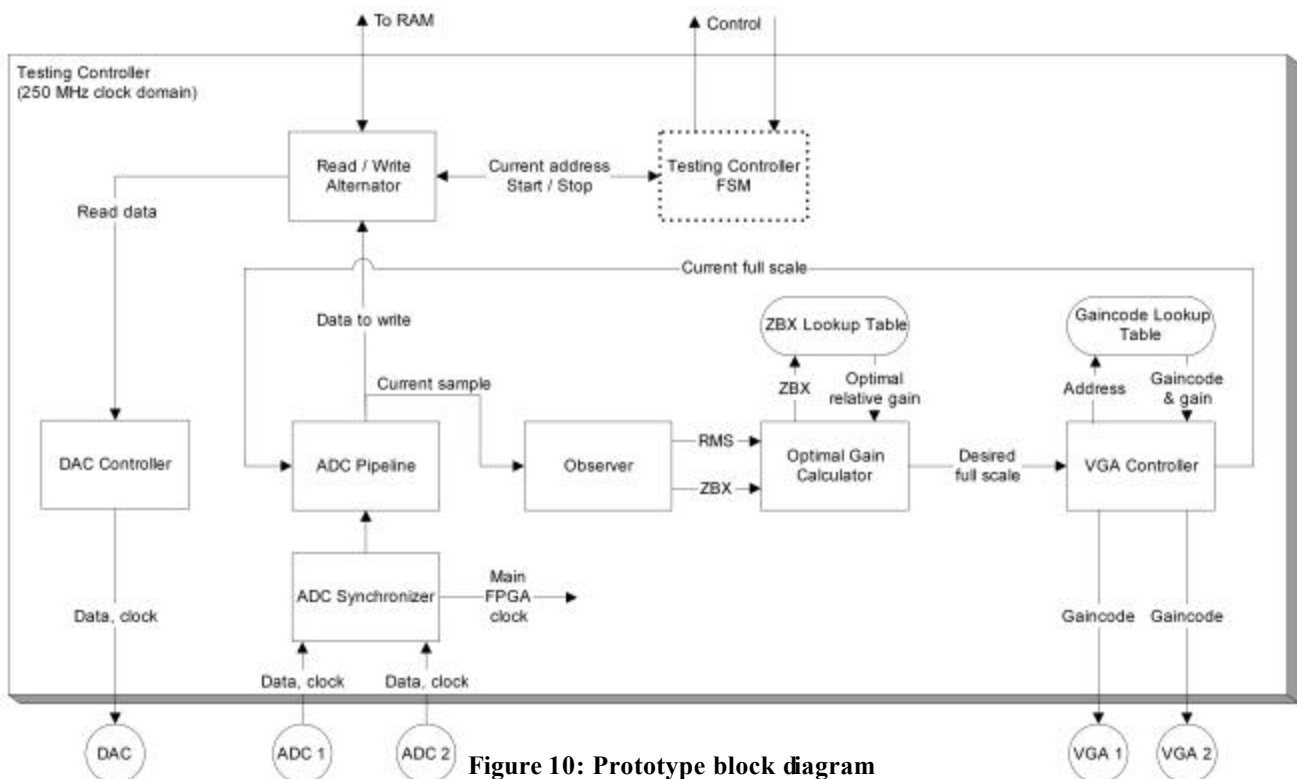 To RAM
Control
Testing Controller
(250 MHz clock domain)
Read / Write
Alternator
Current address
Start / Stop
Testing Controller
FSM
Read data
Current full scale
Data to write
ZBX Lookup Table
Gaincode Lookup
Table
Current sample
ZBX
Optimal
relative gain
Address
Gaincode
& gain
DAC Controller
ADC Pipeline
Observer
RMS
ZBX
Optimal Gain
Calculator
Desired
full scale
VGA Controller
ADC Synchronizer
Main
FPGA
clock
Data, clock
Gaincode
Gaincode
Data, clock
Data, clock
DAC
ADC 1
ADC 2
VGA 1
VGA 2
Figure 10: Prototype block diagram